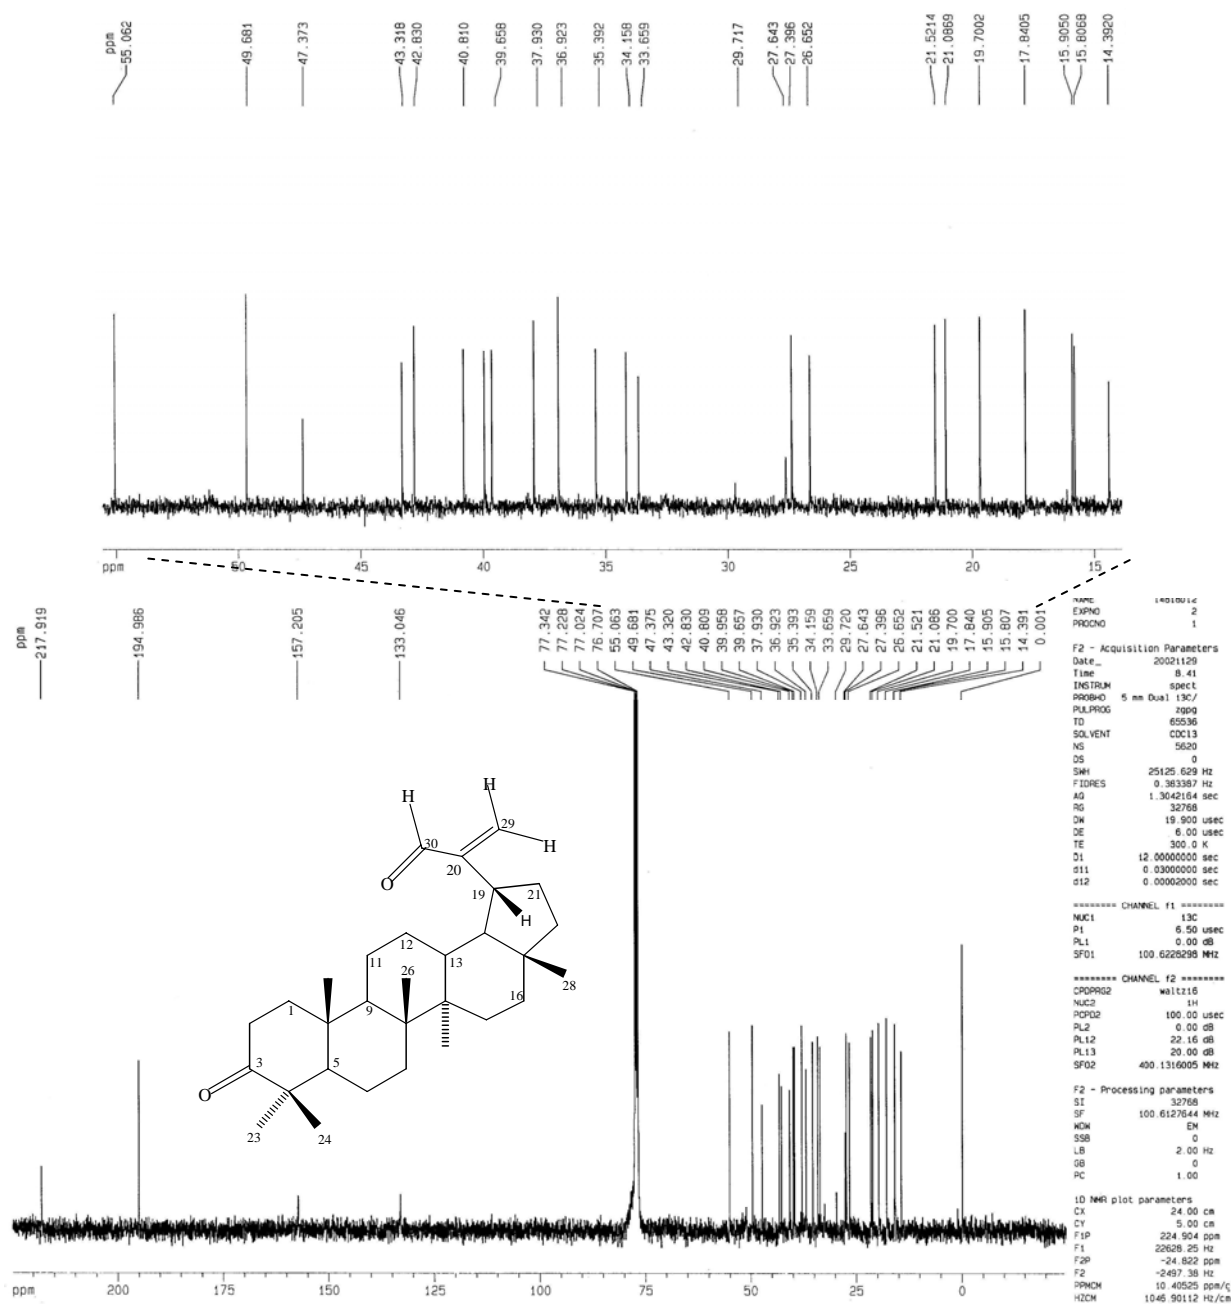 ppm
55.062
49.681
47.373
43.318
42.830
40.810
39.658
37.930
36.923
35.392
34.158
33.659
29.717
27.643
27.396
26.652
21.5214
21.0869
19.7002
17.8405
15.9050
15.8068
14.3920
ppm 50 45 40 35 30 25 20 15
ppm
217.919
194.986
157.205
133.046
77.342
77.228
77.024
76.707
55.063
49.681
47.375
43.320
42.830
40.809
39.958
39.657
37.930
36.923
35.393
34.159
33.659
29.720
27.643
27.396
26.652
21.521
21.086
19.700
17.840
15.905
15.807
14.391
0.001
EXPNO 2
PROCNO 1
F2 - Acquisition Parameters
Date_ 20021129
Time 8.41
INSTRUM spect
PROBHD 5 mm Dual 13C/
PULPROG zgpg
TD 65536
SOLVENT CDCl3
NS 5620
DS 0
SWH 25125.629 Hz
FIDRES 0.383387 Hz
AQ 1.3042164 sec
RG 32768
DW 19.900 usec
DE 6.00 usec
TE 300.0 K
D1 12.00000000 sec
d11 0.03000000 sec
d12 0.00002000 sec
======== CHANNEL f1 ========
NUC1 13C
P1 6.50 usec
PL1 0.00 dB
SFO1 100.6228298 MHz
======== CHANNEL f2 ========
CPDPRG2 waltz16
NUC2 1H
PCPD2 100.00 usec
PL2 0.00 dB
PL12 22.16 dB
PL13 20.00 dB
SFO2 400.1316005 MHz
F2 - Processing parameters
SI 32768
SF 100.6127644 MHz
WDW EM
SSB 0
LB 2.00 Hz
GB 0
PC 1.00
1D NMR plot parameters
CX 24.00 cm
CY 5.00 cm
F1P 224.904 ppm
F1 22628.25 Hz
F2P -24.822 ppm
F2 -2497.38 Hz
PPMCM 10.40525 ppm/c
HZCM 1046.90112 Hz/cm
H
H
29
H
30
20
O
19
21
H
12
13
11
26
28
16
1
9
3
5
O
23
24
ppm 200 175 150 125 100 75 50 25 0